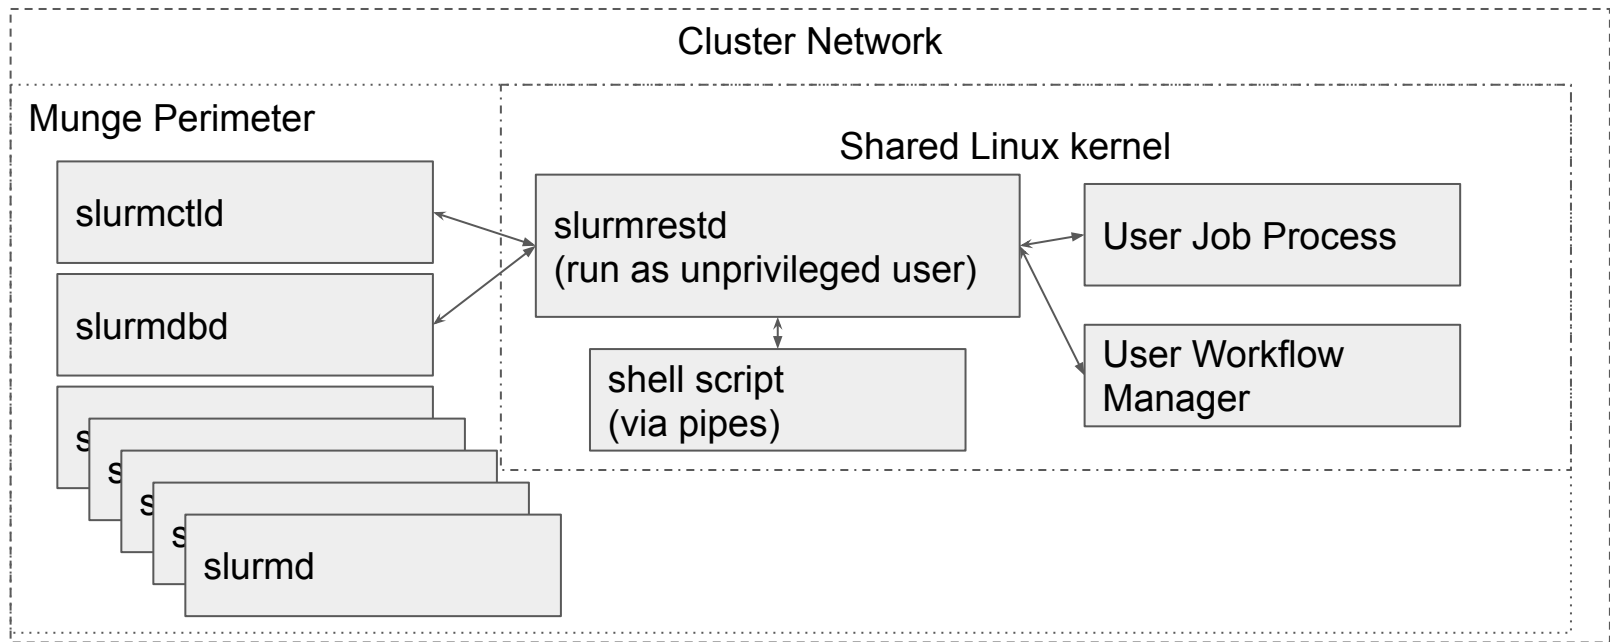 Cluster Network
Munge Perimeter
Shared Linux kernel
slurmctld
slurmrestd
(run as unprivileged user)
User Job Process
slurmdbd
shell script
(via pipes)
User Workflow
Manager
s
s
s
s
slurmd